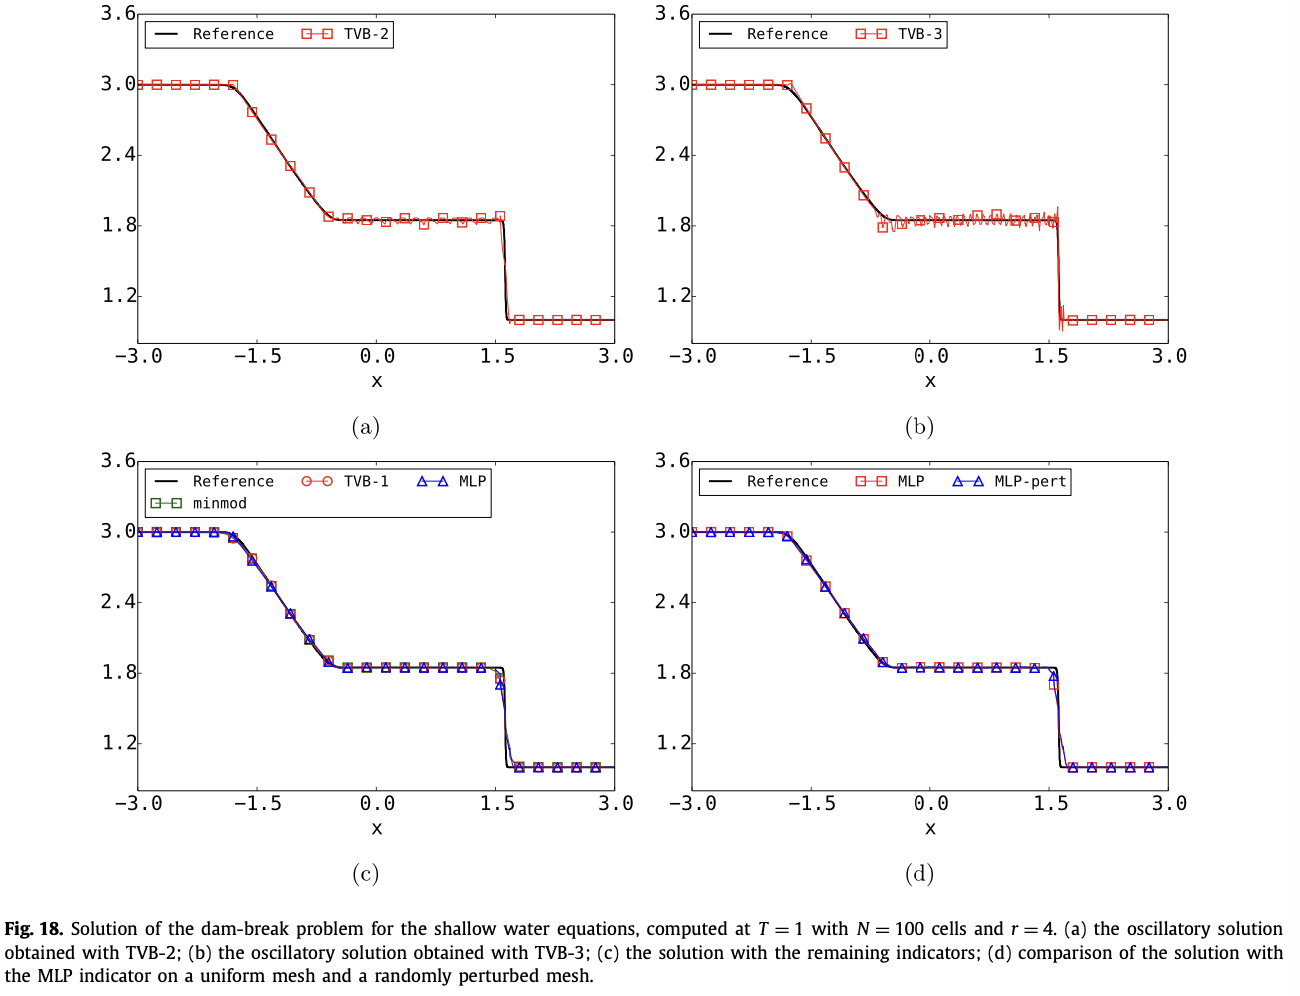 3.6
Reference TVB-2
3.0
2.4
1.8
1.2
−3.0 −1.5 0.0 1.5 3.0
x
(a)
3.6
Reference TVB-3
3.0
2.4
1.8
1.2
−3.0 −1.5 0.0 1.5 3.0
x
(b)
3.6
Reference TVB-1 MLP
minmod
3.0
2.4
1.8
1.2
−3.0 −1.5 0.0 1.5 3.0
x
(c)
3.6
Reference MLP MLP-pert
3.0
2.4
1.8
1.2
−3.0 −1.5 0.0 1.5 3.0
x
(d)
Fig. 18. Solution of the dam-break problem for the shallow water equations, computed at T = 1 with N = 100 cells and r = 4. (a) the oscillatory solution
obtained with TVB-2; (b) the oscillatory solution obtained with TVB-3; (c) the solution with the remaining indicators; (d) comparison of the solution with
the MLP indicator on a uniform mesh and a randomly perturbed mesh.